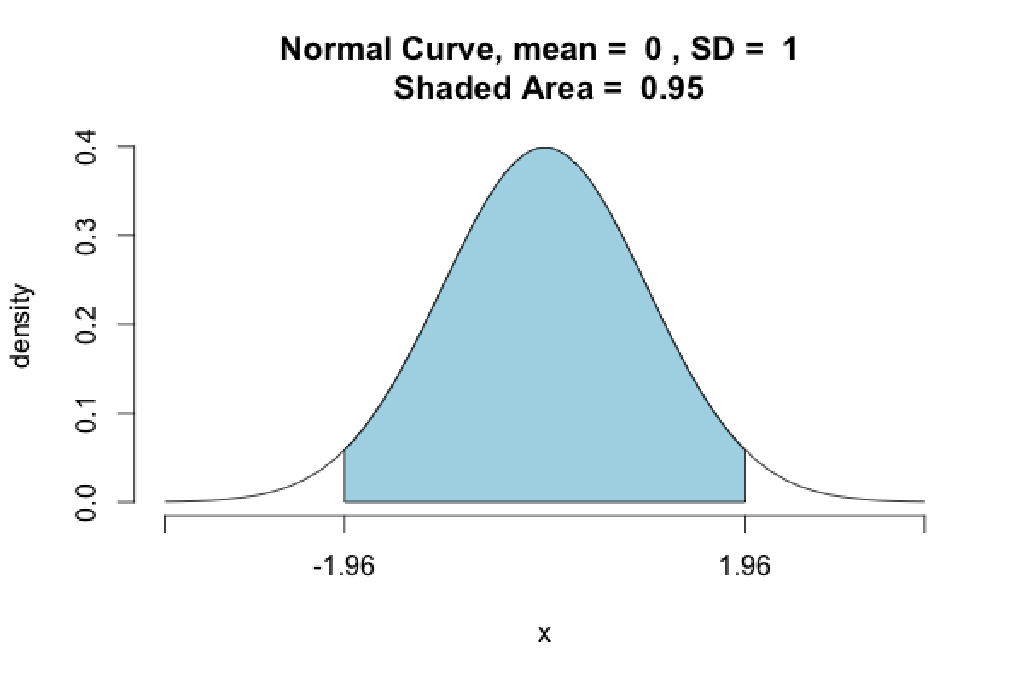 Normal Curve, mean =  0 , SD =  1
Shaded Area =  0.95
0.4
0.3
0.2
0.1
0.0
density
-1.96
1.96
x